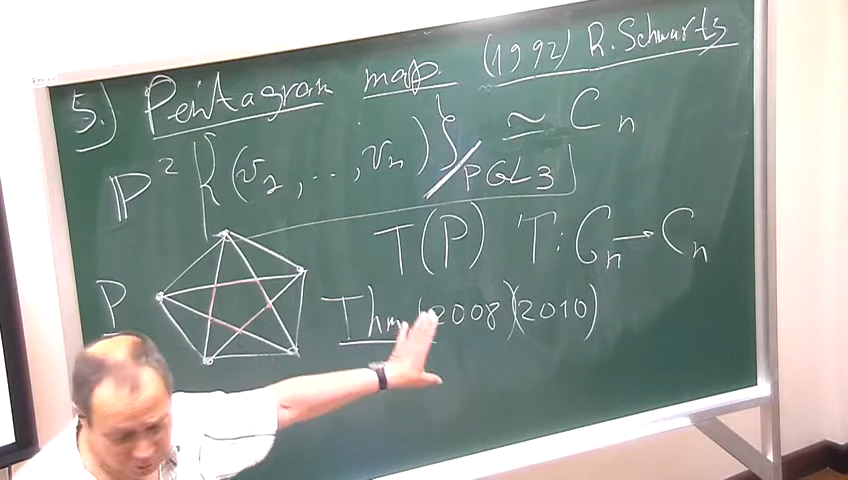 5.) Pentagram map. (1992) R. Schwartz
P² {(v₁, .., vₙ)} / PGL3 ≃ Cₙ
T(P) T: Cₙ → Cₙ
P
Thm (2008)(2010)